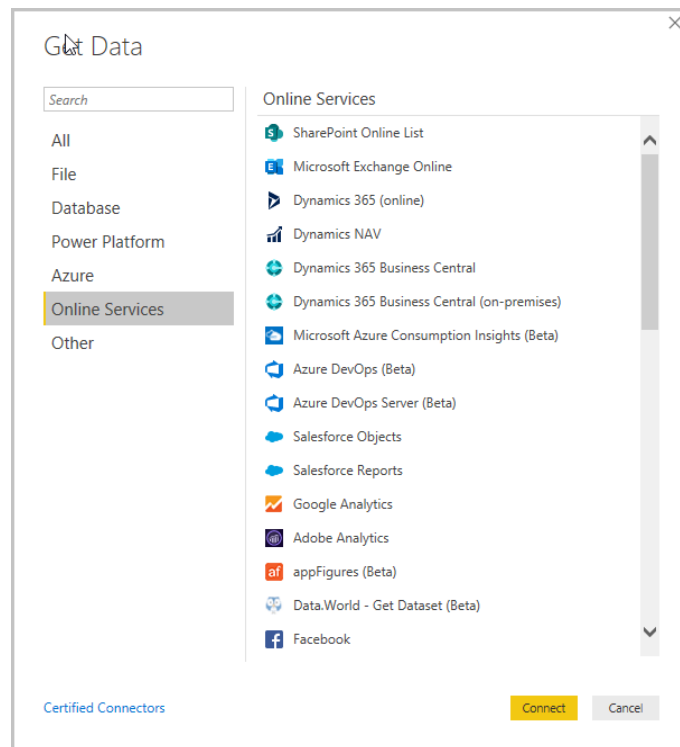 Get Data
Search
All
File
Database
Power Platform
Azure
Online Services
Other
Online Services
SharePoint Online List
Microsoft Exchange Online
Dynamics 365 (online)
Dynamics NAV
Dynamics 365 Business Central
Dynamics 365 Business Central (on-premises)
Microsoft Azure Consumption Insights (Beta)
Azure DevOps (Beta)
Azure DevOps Server (Beta)
Salesforce Objects
Salesforce Reports
Google Analytics
Adobe Analytics
af appFigures (Beta)
Data.World - Get Dataset (Beta)
Facebook
Certified Connectors
Connect
Cancel